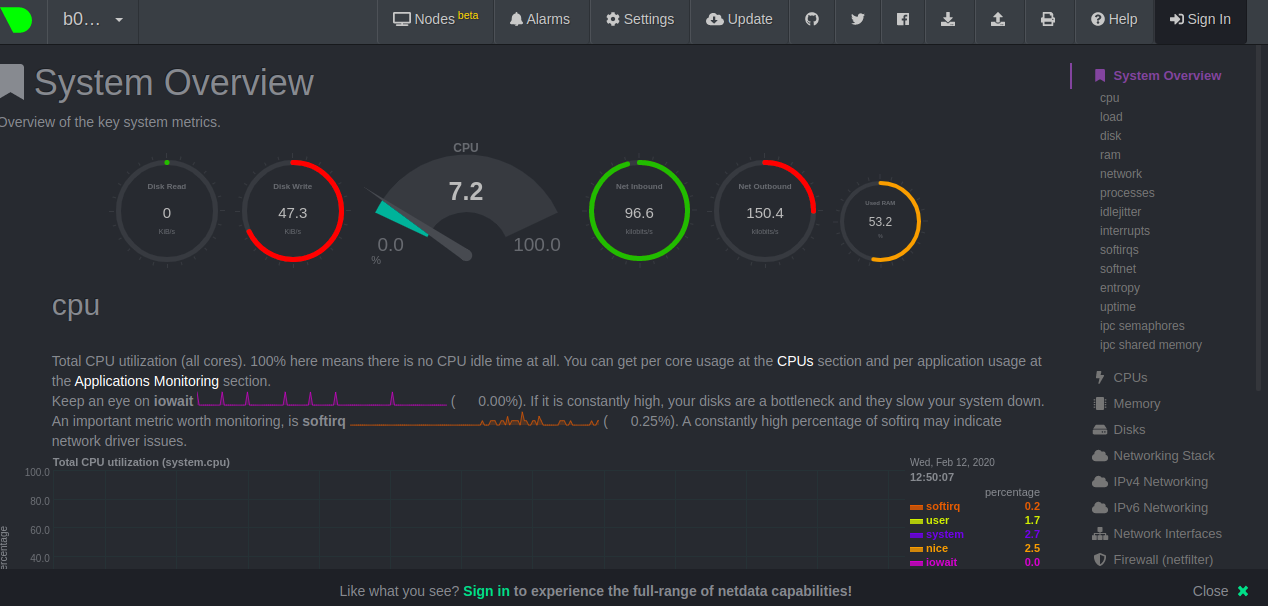 b0...
Nodes beta
Alarms
Settings
Update
Help
Sign In
System Overview
Overview of the key system metrics.
Disk Read
0
KiB/s
Disk Write
47.3
KiB/s
CPU
7.2
0.0
100.0
%
Net Inbound
96.6
kilobits/s
Net Outbound
150.4
kilobits/s
Used RAM
53.2
%
cpu
Total CPU utilization (all cores). 100% here means there is no CPU idle time at all. You can get per core usage at the CPUs section and per application usage at
the Applications Monitoring section.
Keep an eye on iowait ( 0.00%). If it is constantly high, your disks are a bottleneck and they slow your system down.
An important metric worth monitoring, is softirq ( 0.25%). A constantly high percentage of softirq may indicate
network driver issues.
Total CPU utilization (system.cpu)
100.0
80.0
60.0
40.0
Wed, Feb 12, 2020
12:50:07
percentage
softirq 0.2
user 1.7
system 2.7
nice 2.5
iowait 0.0
System Overview
cpu
load
disk
ram
network
processes
idlejitter
interrupts
softirqs
softnet
entropy
uptime
ipc semaphores
ipc shared memory
CPUs
Memory
Disks
Networking Stack
IPv4 Networking
IPv6 Networking
Network Interfaces
Firewall (netfilter)
Like what you see? Sign in to experience the full-range of netdata capabilities!
Close